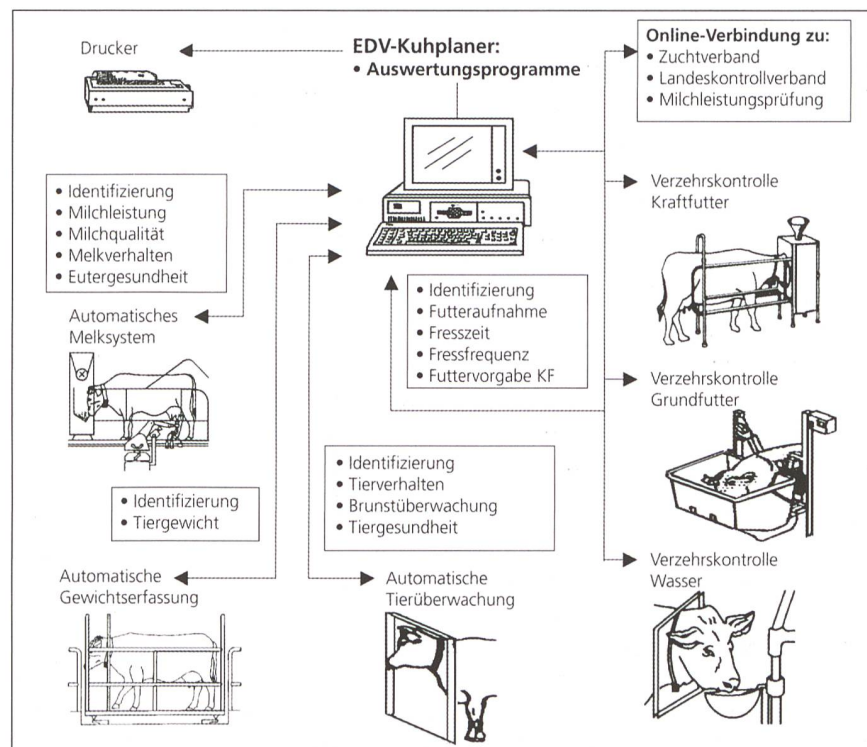 Drucker
EDV-Kuhplaner:
• Auswertungsprogramme
Online-Verbindung zu:
• Zuchtverband
• Landeskontrollverband
• Milchleistungsprüfung
• Identifizierung
• Milchleistung
• Milchqualität
• Melkverhalten
• Eutergesundheit
Verzehrskontrolle
Kraftfutter
• Identifizierung
• Futteraufnahme
• Fresszeit
• Fressfrequenz
• Futtervorgabe KF
Automatisches
Melksystem
Verzehrskontrolle
Grundfutter
• Identifizierung
• Tierverhalten
• Brunstüberwachung
• Tiergesundheit
• Identifizierung
• Tiergewicht
Automatische
Gewichtserfassung
Automatische
Tierüberwachung
Verzehrskontrolle
Wasser